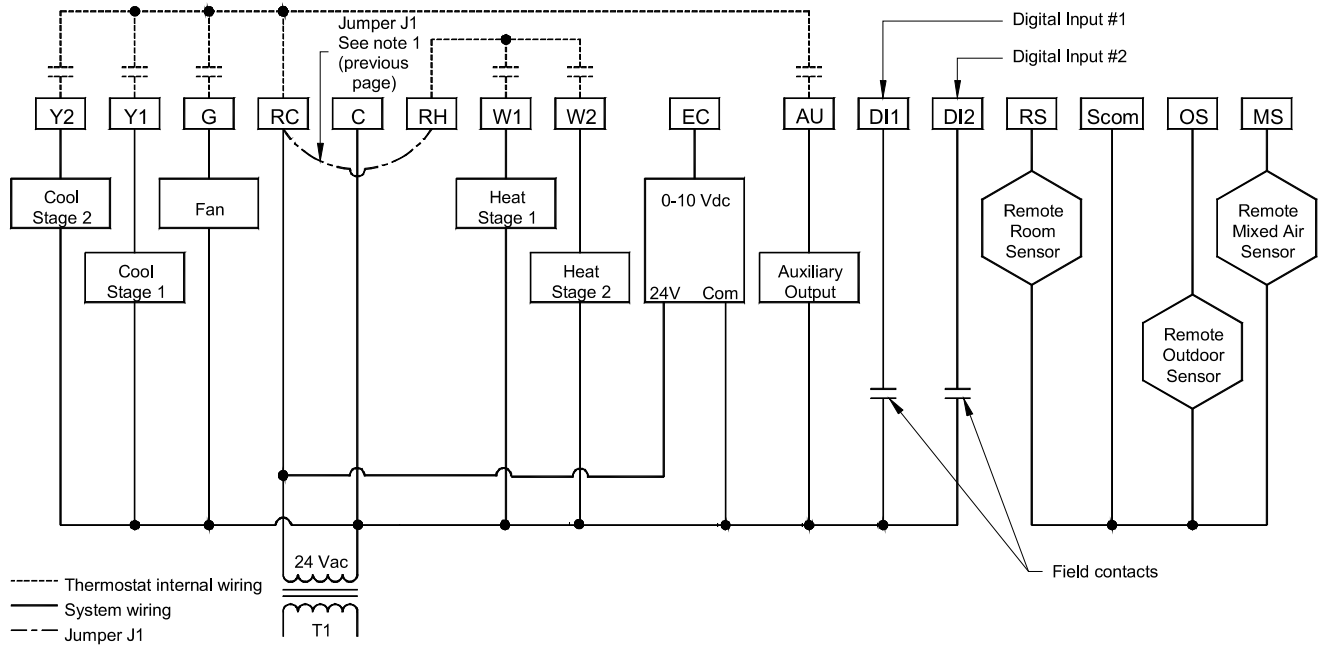 Jumper J1
See note 1
(previous
page)
Digital Input #1
Digital Input #2
Y2
Y1
G
RC
C
RH
W1
W2
EC
AU
DI1
DI2
RS
Scom
OS
MS
Cool
Stage 2
Fan
Heat
Stage 1
0-10 Vdc
24V
Com
Remote
Room
Sensor
Remote
Mixed Air
Sensor
Cool
Stage 1
Heat
Stage 2
Auxiliary
Output
Remote
Outdoor
Sensor
24 Vac
T1
Field contacts
Thermostat internal wiring
System wiring
Jumper J1